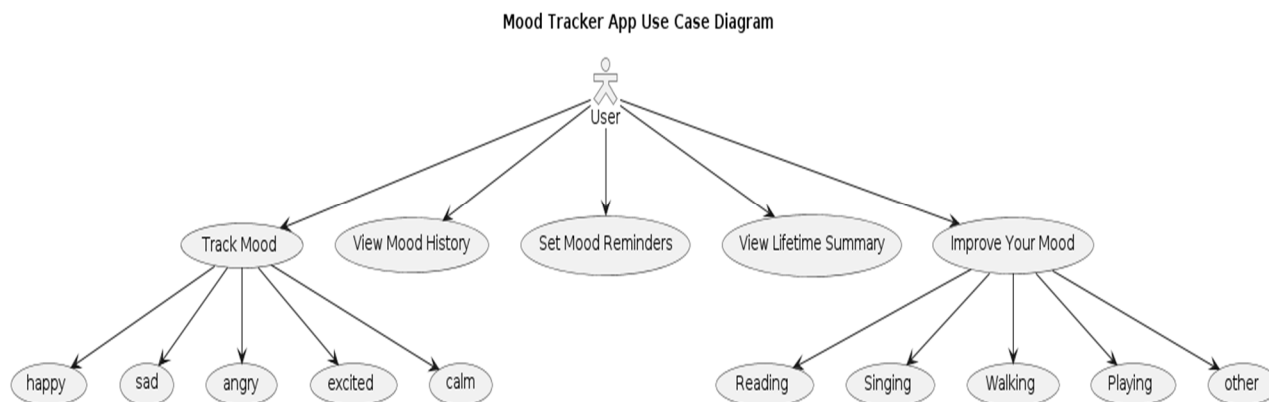 Mood Tracker App Use Case Diagram
User
Track Mood
View Mood History
Set Mood Reminders
View Lifetime Summary
Improve Your Mood
happy
sad
angry
excited
calm
Reading
Singing
Walking
Playing
other